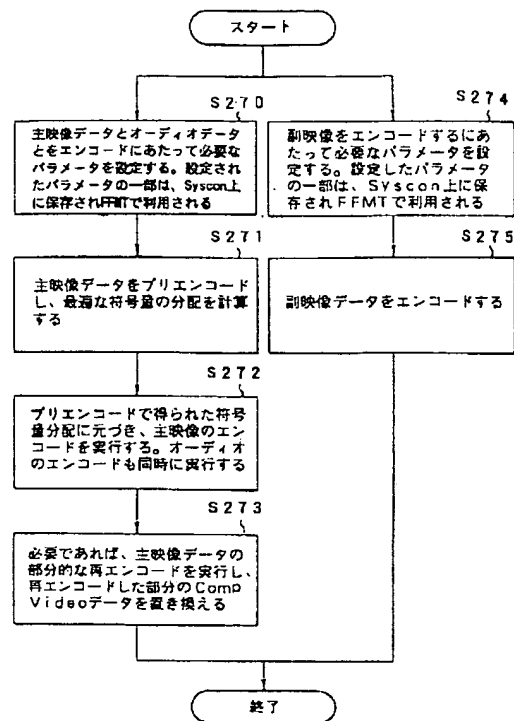 スタート
S270
主映像データとオーディオデータ
とをエンコードにあたって必要な
パラメータを設定する。設定され
たパラメータの一部は、Syscon上
に保存されFFMTで利用される
S271
主映像データをプリエンコード
し、最適な符号量の分配を計算
する
S272
プリエンコードで得られた符号
量分配に元づき、主映像のエン
コードを実行する。オーディオ
のエンコードも同時に実行する
S273
必要であれば、主映像データの
部分的な再エンコードを実行し、
再エンコードした部分のComp
Videoデータを置き換える
S274
副映像をエンコードするにあ
たって必要なパラメータを設
定する。設定したパラメータ
の一部は、Syscon上に保
存されFFMTで利用される
S275
副映像データをエンコードする
終了